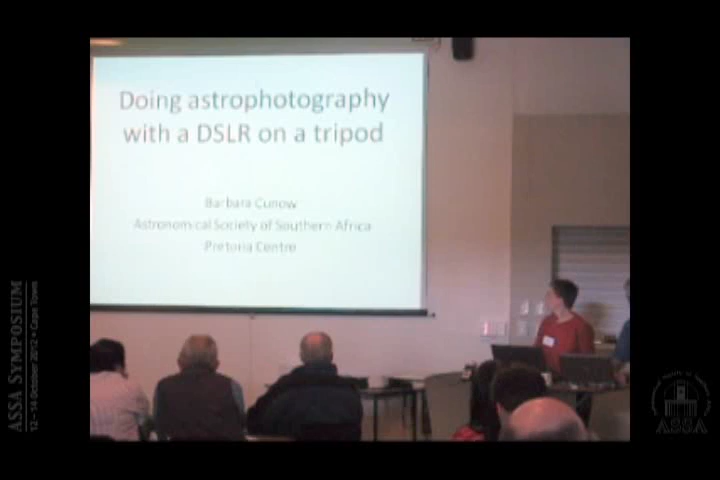 Doing astrophotography
with a DSLR on a tripod
Barbara Cunow
Astronomical Society of Southern Africa
Pretoria Centre
ASSA SYMPOSIUM
12 - 14 October 2012 • Cape Town
ASSA